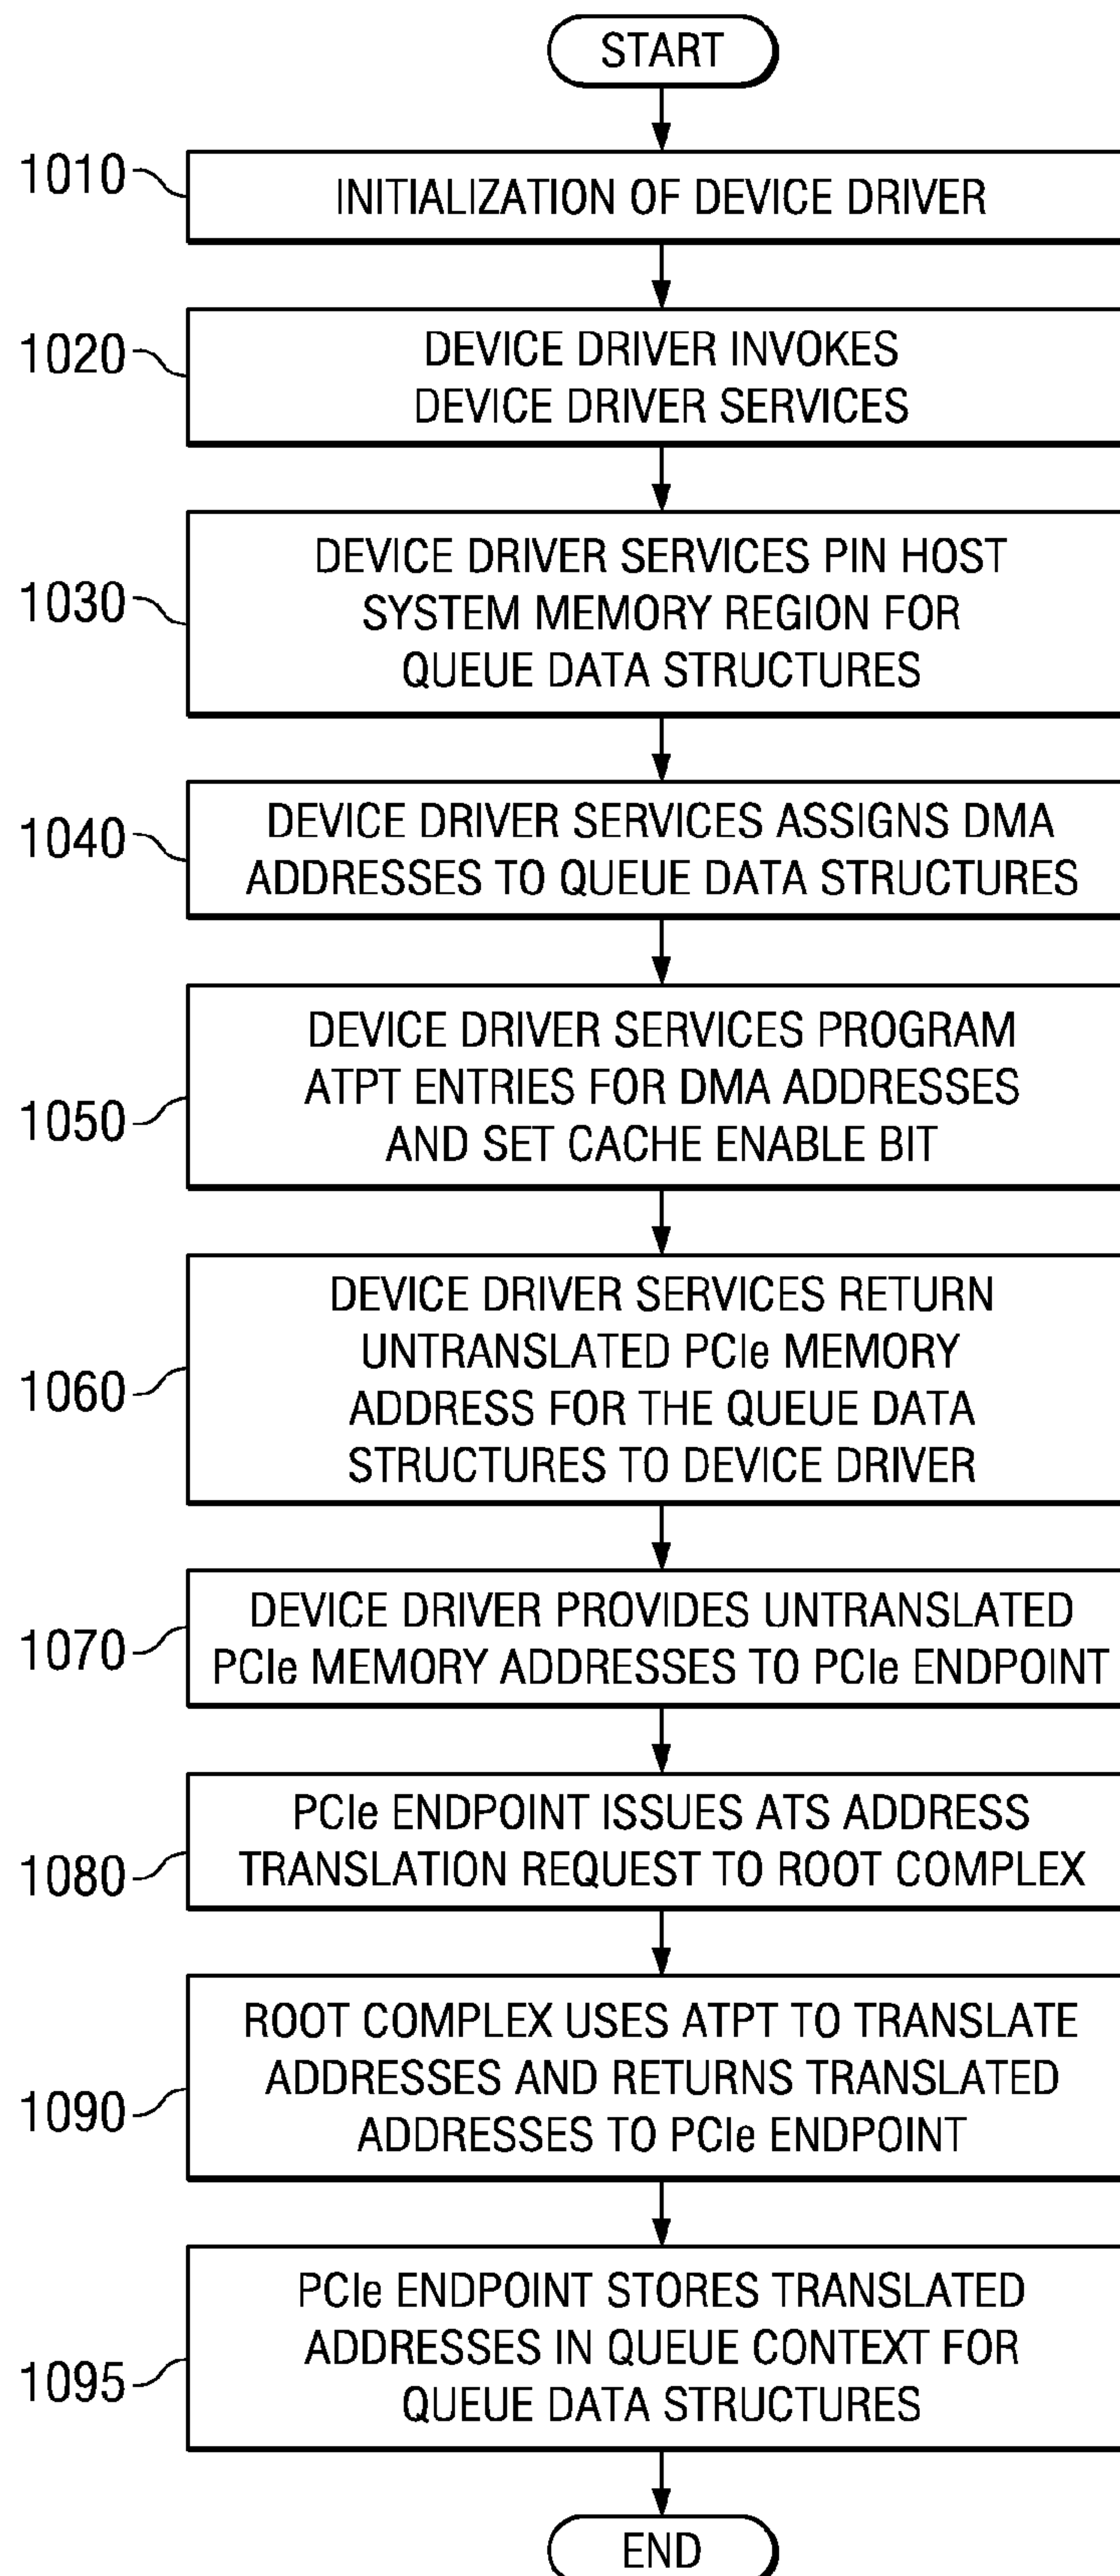 START
1010
INITIALIZATION OF DEVICE DRIVER
1020
DEVICE DRIVER INVOKES
DEVICE DRIVER SERVICES
1030
DEVICE DRIVER SERVICES PIN HOST
SYSTEM MEMORY REGION FOR
QUEUE DATA STRUCTURES
1040
DEVICE DRIVER SERVICES ASSIGNS DMA
ADDRESSES TO QUEUE DATA STRUCTURES
1050
DEVICE DRIVER SERVICES PROGRAM
ATPT ENTRIES FOR DMA ADDRESSES
AND SET CACHE ENABLE BIT
1060
DEVICE DRIVER SERVICES RETURN
UNTRANSLATED PCIe MEMORY
ADDRESS FOR THE QUEUE DATA
STRUCTURES TO DEVICE DRIVER
1070
DEVICE DRIVER PROVIDES UNTRANSLATED
PCIe MEMORY ADDRESSES TO PCIe ENDPOINT
1080
PCIe ENDPOINT ISSUES ATS ADDRESS
TRANSLATION REQUEST TO ROOT COMPLEX
1090
ROOT COMPLEX USES ATPT TO TRANSLATE
ADDRESSES AND RETURNS TRANSLATED
ADDRESSES TO PCIe ENDPOINT
1095
PCIe ENDPOINT STORES TRANSLATED
ADDRESSES IN QUEUE CONTEXT FOR
QUEUE DATA STRUCTURES
END